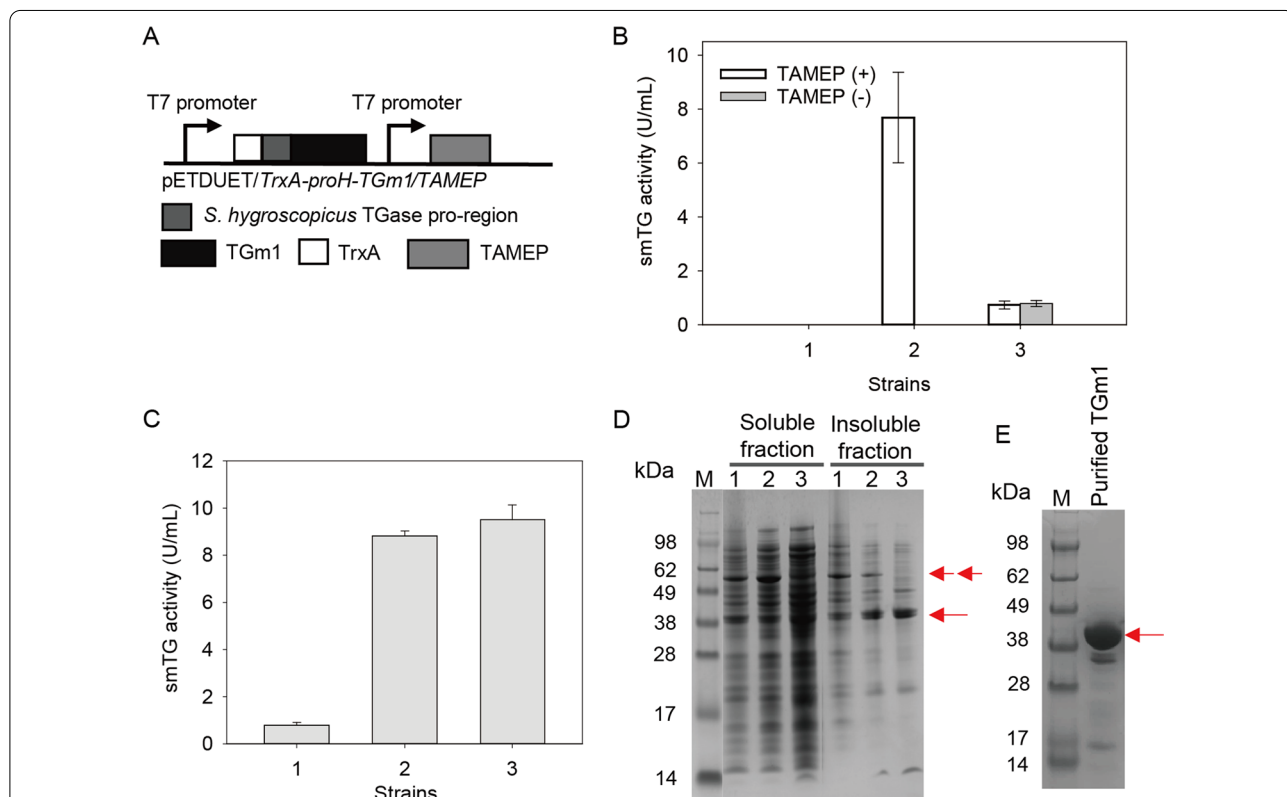 A
T7 promoter T7 promoter
pETDUET/TrxA-proH-TGm1/TAMEP
S. hygroscopicus TGase pro-region
TGm1 TrxA TAMEP
B
smTG activity (U/mL)
10
8
6
4
2
0
TAMEP (+)
TAMEP (-)
1 2 3
Strains
C
smTG activity (U/mL)
12
10
8
6
4
2
0
1 2 3
Strains
D
Soluble Insoluble
fraction fraction
kDa
M 1 2 3 1 2 3
98
62
49
38
28
17
14
E
Purified TGm1
kDa
M
98
62
49
38
28
17
14